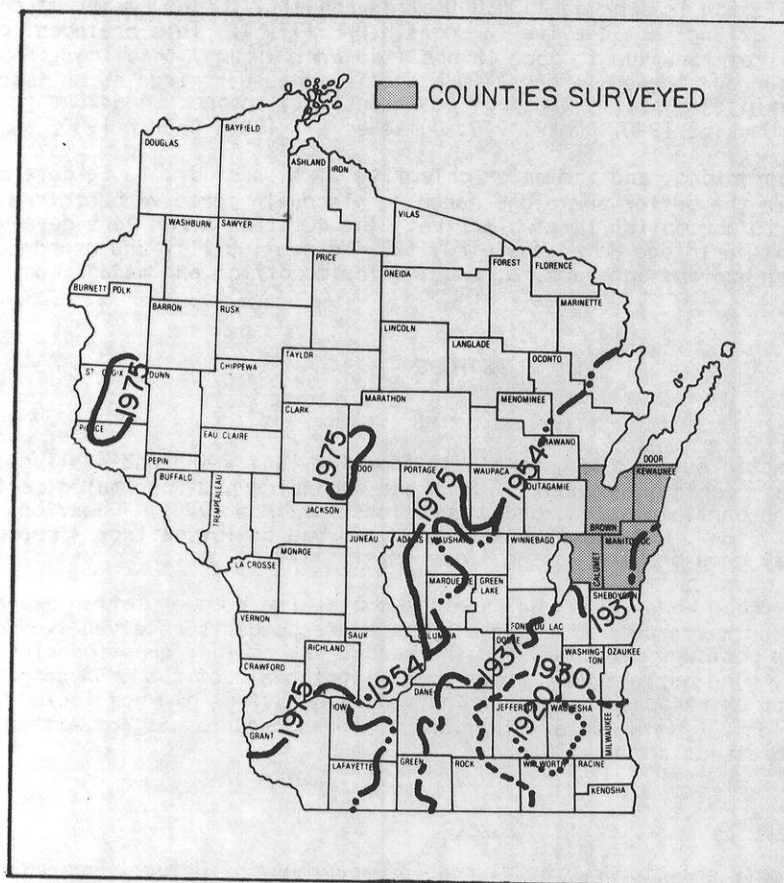 COUNTIES SURVEYED
DOUGLAS
BAYFIELD
ASHLAND
IRON
VILAS
WASHBURN
SAWYER
PRICE
ONEIDA
FOREST
FLORENCE
MARINETTE
BURNETT
POLK
BARRON
RUSK
LINCOLN
LANGLADE
OCONTO
TAYLOR
CHIPPEWA
MENOMINEE
ST. CROIX
DUNN
1975
CLARK
MARATHON
PIERCE
EAU CLAIRE
1975
SHAWANO
1954
DOOR
PEPIN
WOOD
PORTAGE
WAUPACA
KEWAUNEE
BUFFALO
OUTAGAMIE
1975
TREMPEALEAU
JACKSON
BROWN
MONROE
JUNEAU
ADAMS
WAUSHARA
WINNEBAGO
CALUMET
MANITOWOC
LA CROSSE
MARQUETTE
GREEN
LAKE
SHEBOYGAN
1937
VERNON
FOND DU LAC
SAUK
COLUMBIA
DODGE
RICHLAND
1954
1937
WASHING-
TON
OZAUKEE
CRAWFORD
1930
1975
IOWA
DANE
JEFFERSON
WAUKESHA
1920
MILWAUKEE
GRANT
LAFAYETTE
GREEN
ROCK
WALWORTH
RACINE
KENOSHA